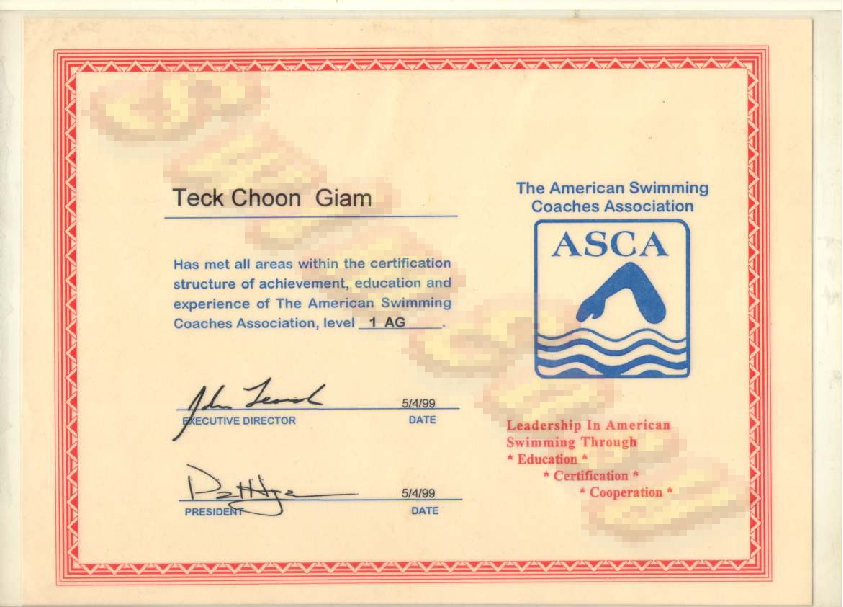 Teck Choon Giam
Has met all areas within the certification
structure of achievement, education and
experience of The American Swimming
Coaches Association, level 1 AG.
5/4/99
EXECUTIVE DIRECTOR DATE
5/4/99
PRESIDENT DATE
The American Swimming
Coaches Association
ASCA
Leadership In American
Swimming Through
* Education *
* Certification *
* Cooperation *